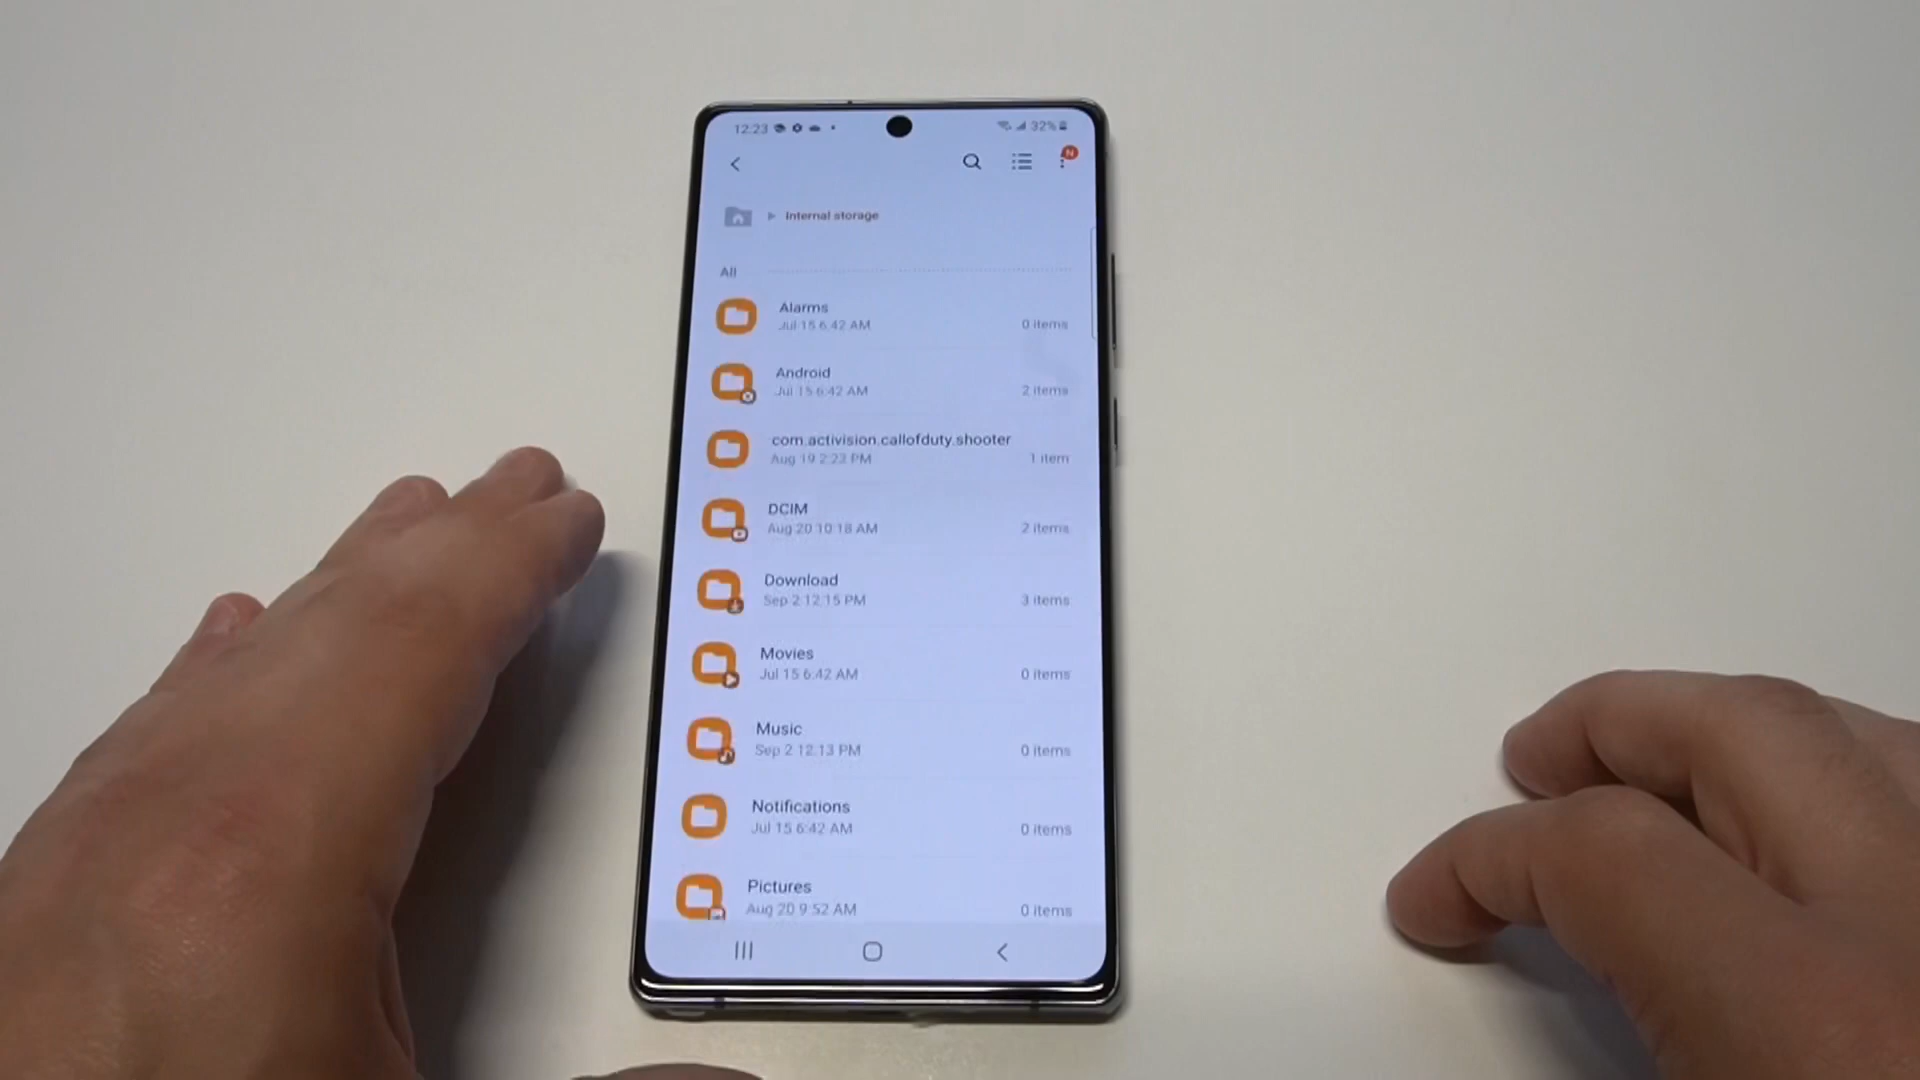 12:23 32%
N
Internal storage
All
Alarms
Jul 15 6:42 AM 0 items
Android
Jul 15 6:42 AM 2 items
com.activision.callofduty.shooter
Aug 19 2:23 PM 1 item
DCIM
Aug 20 10:18 AM 2 items
Download
Sep 2 12:15 PM 3 items
Movies
Jul 15 6:42 AM 0 items
Music
Sep 2 12:13 PM 0 items
Notifications
Jul 15 6:42 AM 0 items
Pictures
Aug 20 9:52 AM 0 items